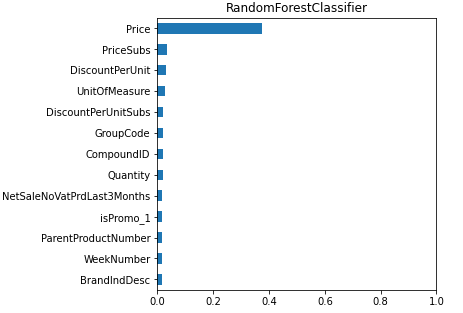 RandomForestClassifier
Price
PriceSubs
DiscountPerUnit
UnitOfMeasure
DiscountPerUnitSubs
GroupCode
CompoundID
Quantity
NetSaleNoVatPrdLast3Months
isPromo_1
ParentProductNumber
WeekNumber
BrandIndDesc
0.0 0.2 0.4 0.6 0.8 1.0